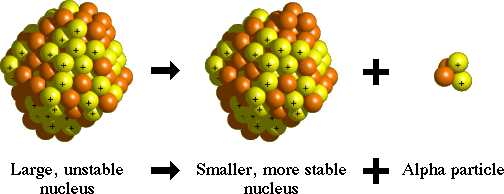 Large, unstable nucleus → Smaller, more stable nucleus + Alpha particle